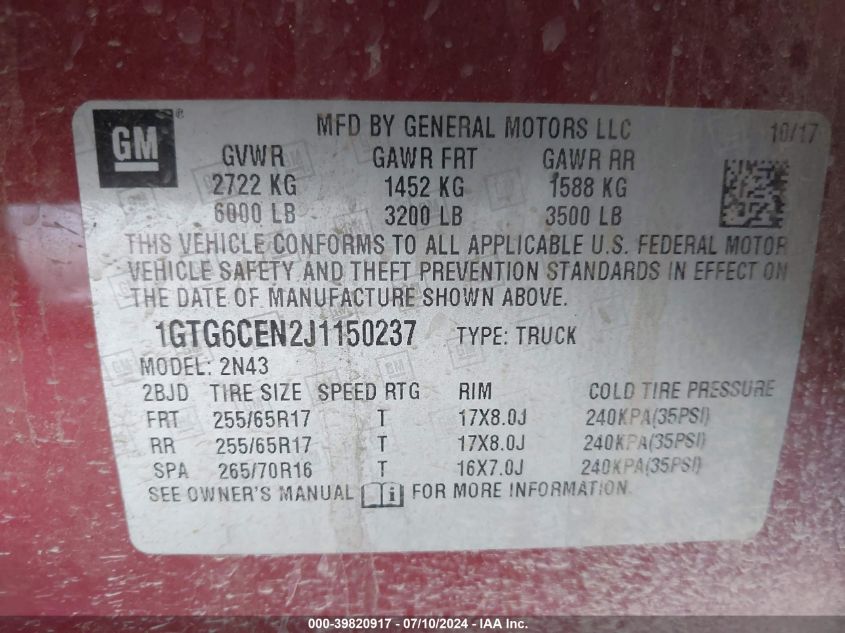 GM ®
MFD BY GENERAL MOTORS LLC 10/17
GVWR GAWR FRT GAWR RR
2722 KG 1452 KG 1588 KG
6000 LB 3200 LB 3500 LB
THIS VEHICLE CONFORMS TO ALL APPLICABLE U.S. FEDERAL MOTOR
VEHICLE SAFETY AND THEFT PREVENTION STANDARDS IN EFFECT ON
THE DATE OF MANUFACTURE SHOWN ABOVE.
1GTG6CEN2J1150237 TYPE: TRUCK
MODEL: 2N43
2BJD TIRE SIZE SPEED RTG RIM COLD TIRE PRESSURE
FRT 255/65R17 T 17X8.0J 240KPA(35PSI)
RR 255/65R17 T 17X8.0J 240KPA(35PSI)
SPA 265/70R16 T 16X7.0J 240KPA(35PSI)
SEE OWNER'S MANUAL i FOR MORE INFORMATION.
000-39820917 - 07/10/2024 - IAA Inc.